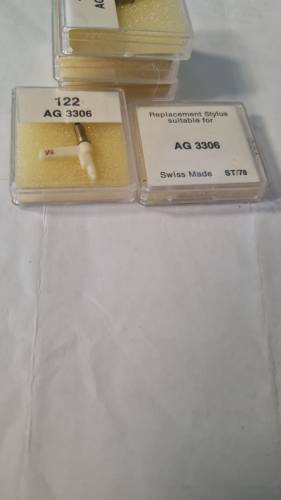 122
AG 3306
Replacement Stylus
suitable for
AG 3306
Swiss Made ST/78